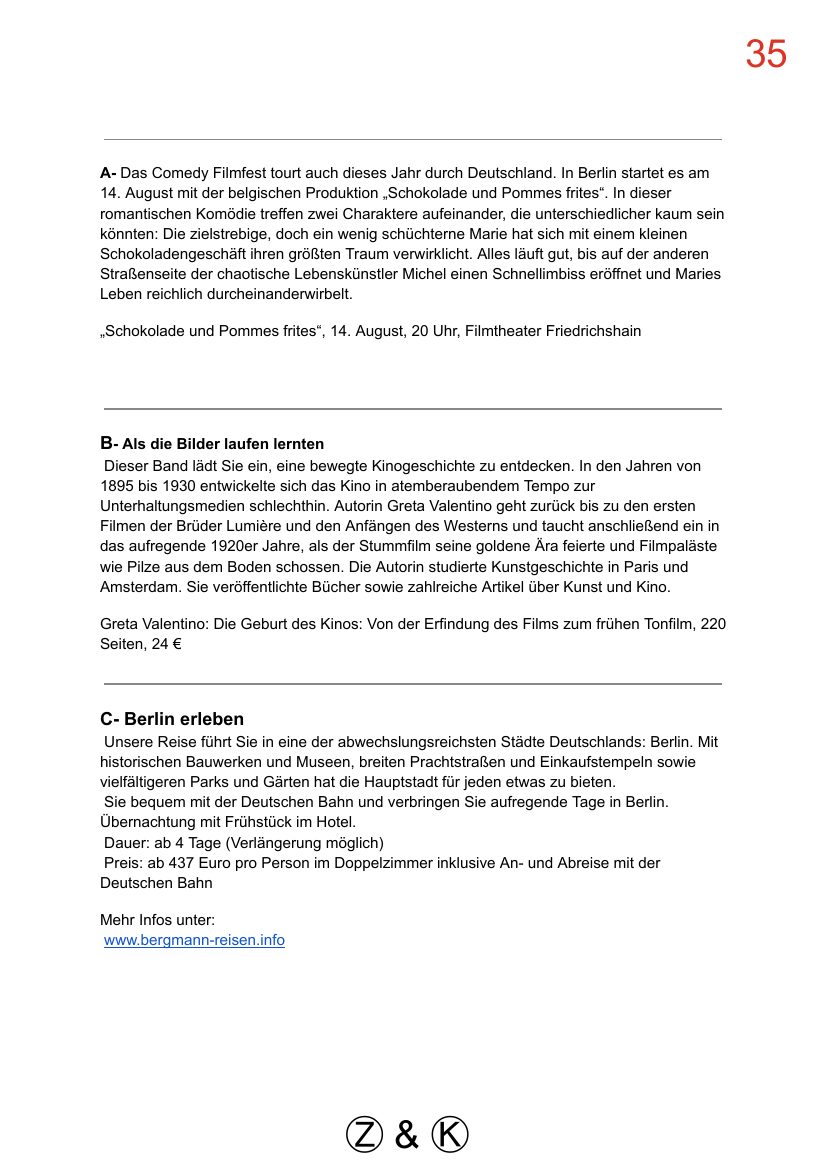 35
A- Das Comedy Filmfest tourt auch dieses Jahr durch Deutschland. In Berlin startet es am
14. August mit der belgischen Produktion „Schokolade und Pommes frites“. In dieser
romantischen Komödie treffen zwei Charaktere aufeinander, die unterschiedlicher kaum sein
könnten: Die zielstrebige, doch ein wenig schüchterne Marie hat sich mit einem kleinen
Schokoladengeschäft ihren größten Traum verwirklicht. Alles läuft gut, bis auf der anderen
Straßenseite der chaotische Lebenskünstler Michel einen Schnellimbiss eröffnet und Maries
Leben reichlich durcheinanderwirbelt.
„Schokolade und Pommes frites“, 14. August, 20 Uhr, Filmtheater Friedrichshain
B- Als die Bilder laufen lernten
Dieser Band lädt Sie ein, eine bewegte Kinogeschichte zu entdecken. In den Jahren von
1895 bis 1930 entwickelte sich das Kino in atemberaubendem Tempo zur
Unterhaltungsmedien schlechthin. Autorin Greta Valentino geht zurück bis zu den ersten
Filmen der Brüder Lumière und den Anfängen des Westerns und taucht anschließend ein in
das aufregende 1920er Jahre, als der Stummfilm seine goldene Ära feierte und Filmpaläste
wie Pilze aus dem Boden schossen. Die Autorin studierte Kunstgeschichte in Paris und
Amsterdam. Sie veröffentlichte Bücher sowie zahlreiche Artikel über Kunst und Kino.
Greta Valentino: Die Geburt des Kinos: Von der Erfindung des Films zum frühen Tonfilm, 220
Seiten, 24 €
C- Berlin erleben
Unsere Reise führt Sie in eine der abwechslungsreichsten Städte Deutschlands: Berlin. Mit
historischen Bauwerken und Museen, breiten Prachtstraßen und Einkaufstempeln sowie
vielfältigeren Parks und Gärten hat die Hauptstadt für jeden etwas zu bieten.
Sie bequem mit der Deutschen Bahn und verbringen Sie aufregende Tage in Berlin.
Übernachtung mit Frühstück im Hotel.
Dauer: ab 4 Tage (Verlängerung möglich)
Preis: ab 437 Euro pro Person im Doppelzimmer inklusive An- und Abreise mit der
Deutschen Bahn
Mehr Infos unter:
www.bergmann-reisen.info
Z & K